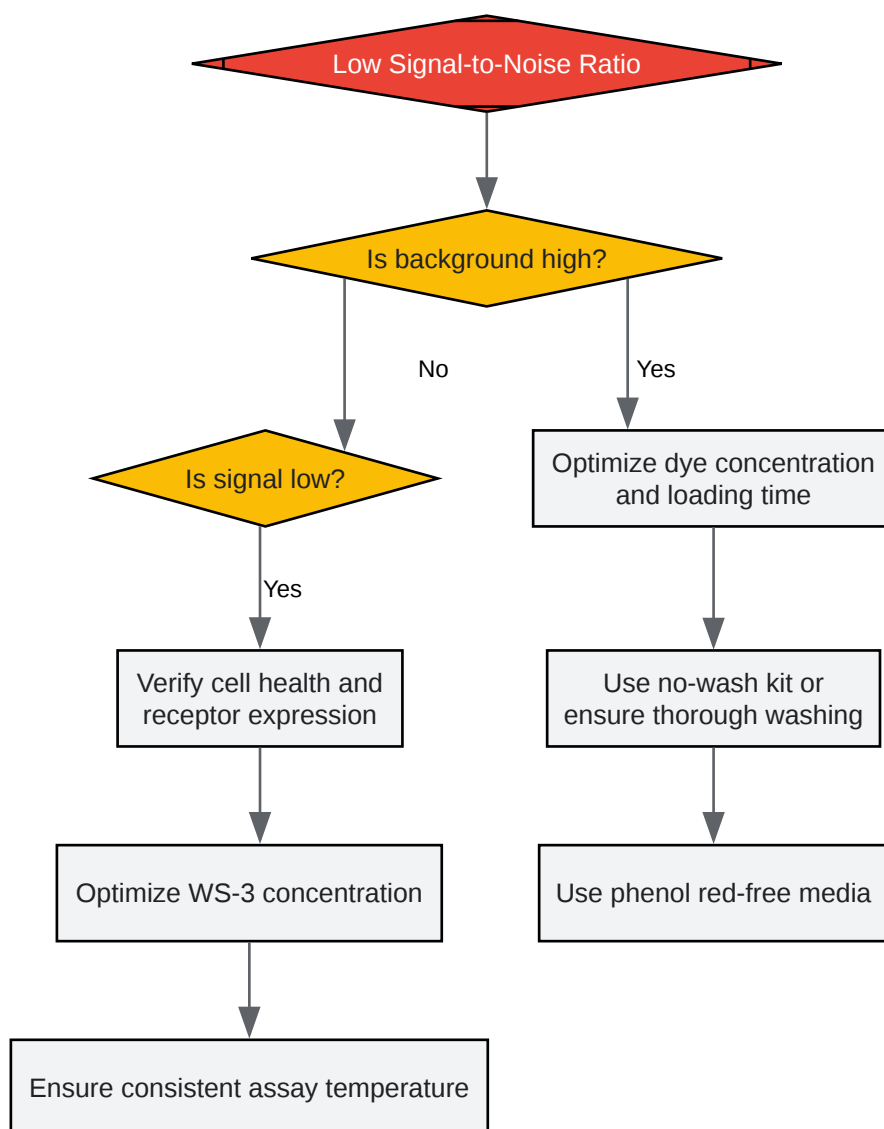 Low Signal-to-Noise Ratio
Is background high?
No
Yes
Is signal low?
Optimize dye concentration
and loading time
Yes
Verify cell health and
receptor expression
Use no-wash kit or
ensure thorough washing
Optimize WS-3 concentration
Use phenol red-free media
Ensure consistent assay temperature